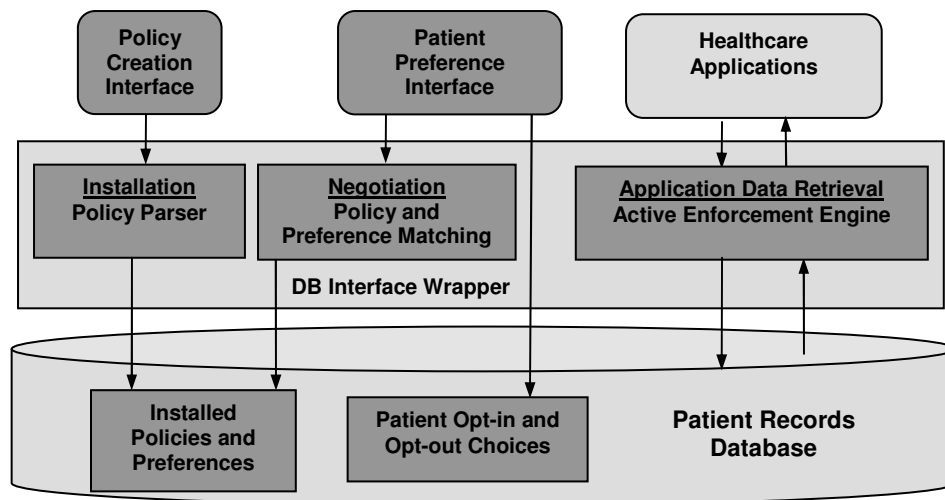 Policy
Creation
Interface
Patient
Preference
Interface
Healthcare
Applications
Installation
Policy Parser
Negotiation
Policy and
Preference Matching
Application Data Retrieval
Active Enforcement Engine
DB Interface Wrapper
Installed
Policies and
Preferences
Patient Opt-in and
Opt-out Choices
Patient Records
Database